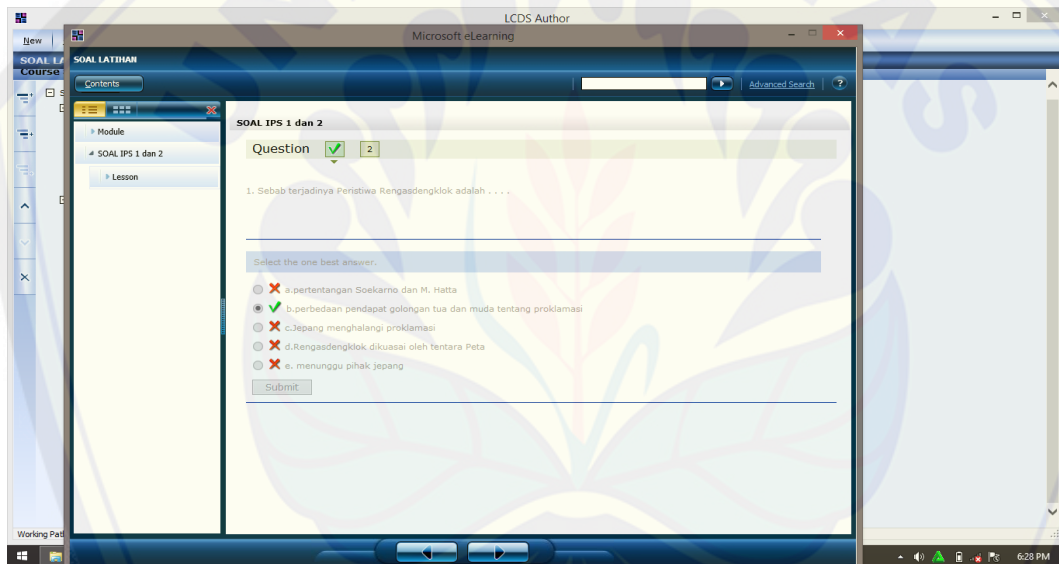 LCDS Author
New
Microsoft eLearning
SOAL LA
SOAL LATIHAN
Course
Contents
Advanced Search
?
SOAL IPS 1 dan 2
Module
Question 2
SOAL IPS 1 dan 2
Lesson
1. Sebab terjadinya Peristiwa Rengasdengklok adalah . . . .
Select the one best answer.
a.pertentangan Soekarno dan M. Hatta
b.perbedaan pendapat golongan tua dan muda tentang proklamasi
c.Jepang menghalangi proklamasi
d.Rengasdengklok dikuasai oleh tentara Peta
e. menunggu pihak jepang
Submit
Working Pat
6:28 PM